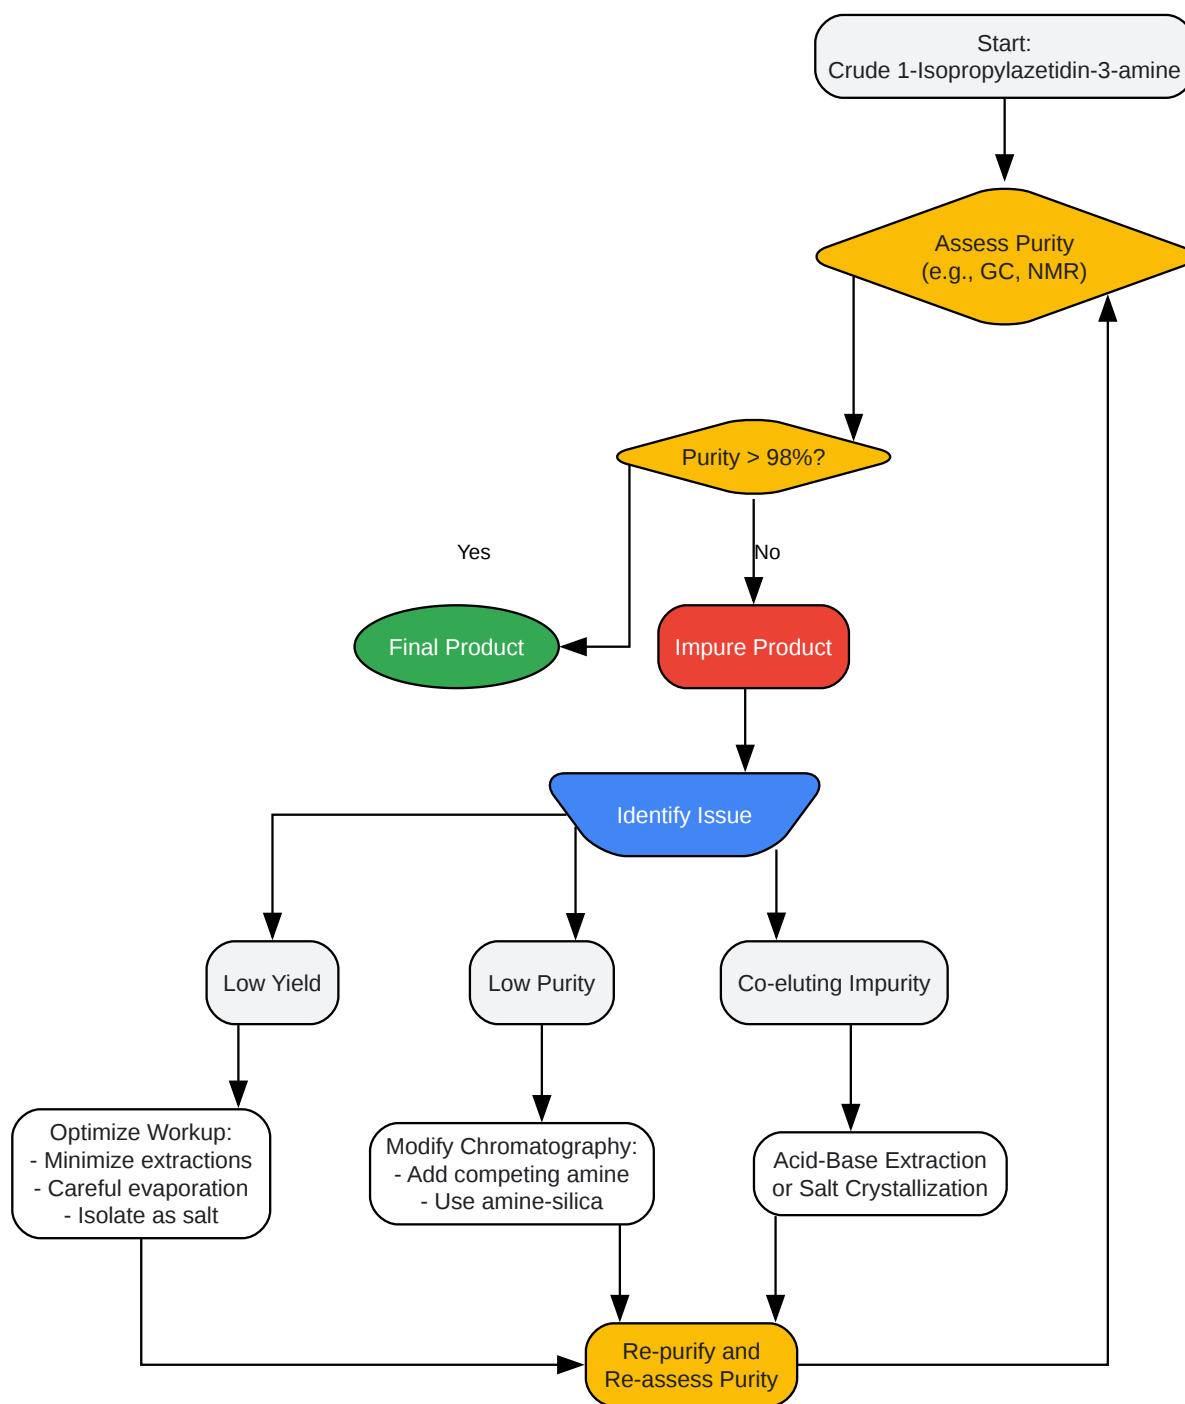 Start:
Crude 1-Isopropylazetidin-3-amine
Assess Purity
(e.g., GC, NMR)
Purity > 98%?
Yes
No
Final Product
Impure Product
Identify Issue
Low Yield
Low Purity
Co-eluting Impurity
Optimize Workup:
- Minimize extractions
- Careful evaporation
- Isolate as salt
Modify Chromatography:
- Add competing amine
- Use amine-silica
Acid-Base Extraction
or Salt Crystallization
Re-purify and
Re-assess Purity